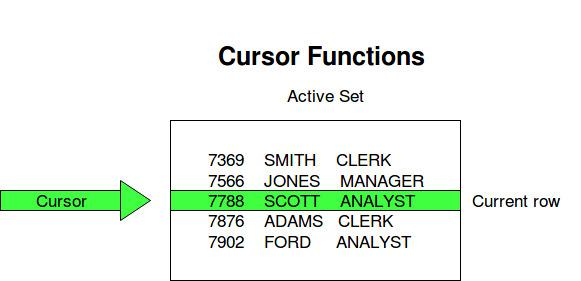 Cursor Functions
Active Set
7369 SMITH CLERK
7566 JONES MANAGER
Cursor 7788 SCOTT ANALYST Current row
7876 ADAMS CLERK
7902 FORD ANALYST